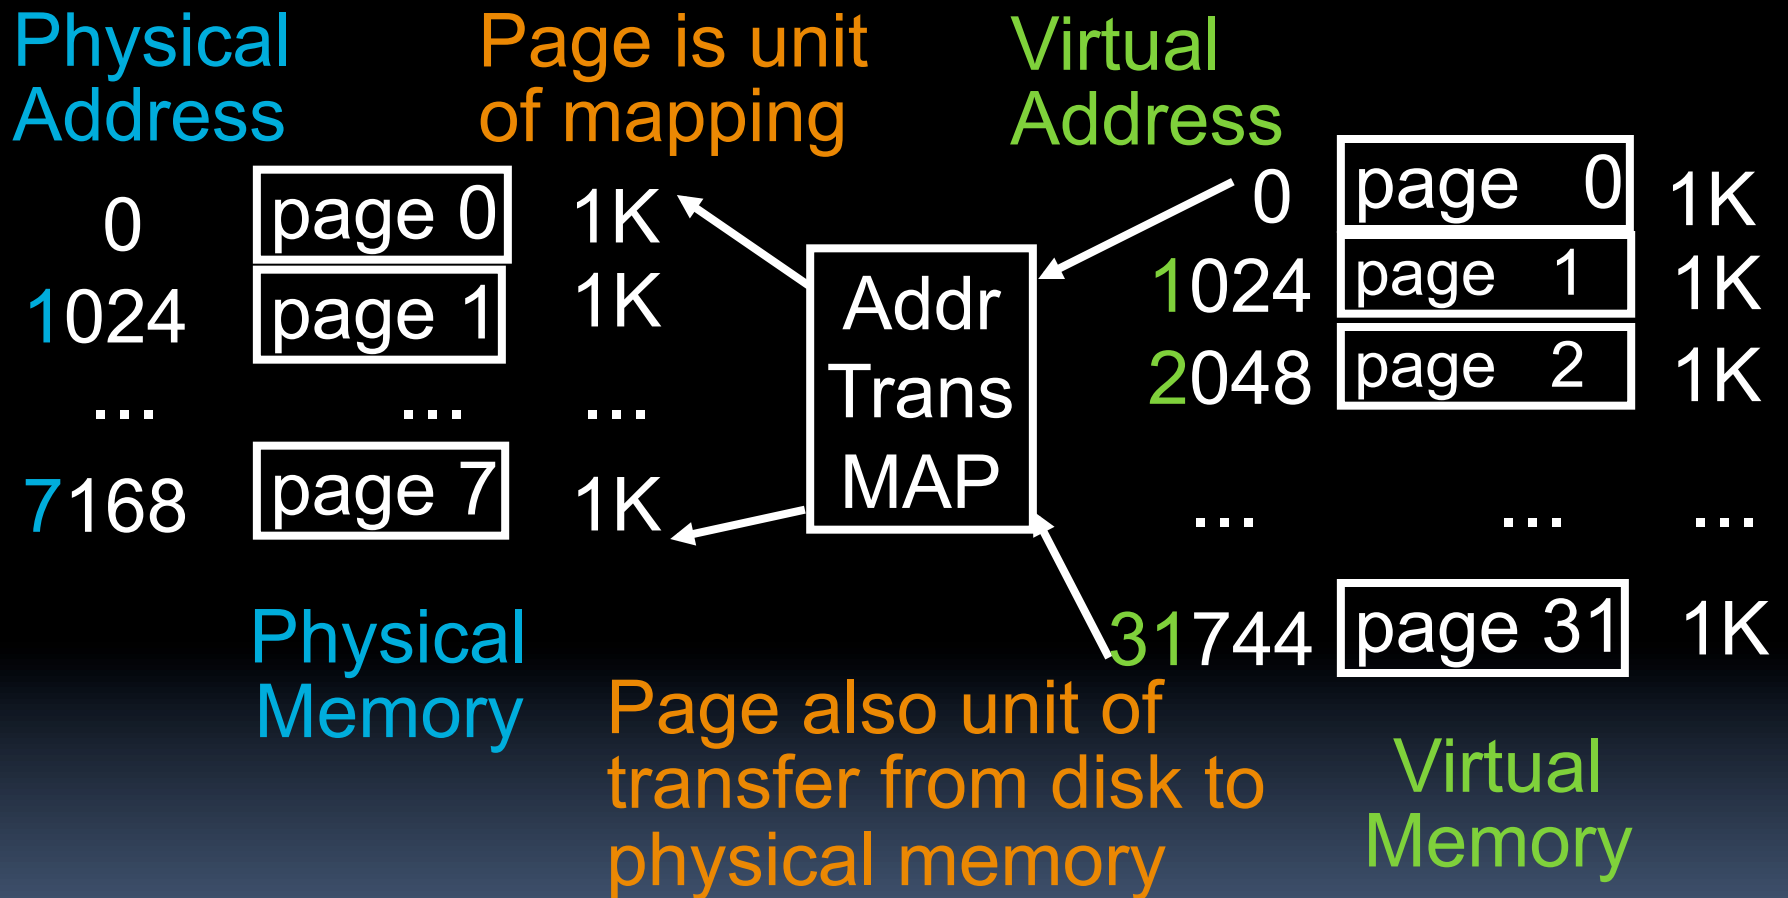 Physical
Address
Page is unit
of mapping
Virtual
Address
0 page 0 1K
1024 page 1 1K
... ... ...
7168 page 7 1K
Addr
Trans
MAP
0 page 0 1K
1024 page 1 1K
2048 page 2 1K
... ... ...
31744 page 31 1K
Physical
Memory
Page also unit of
transfer from disk to
physical memory
Virtual
Memory